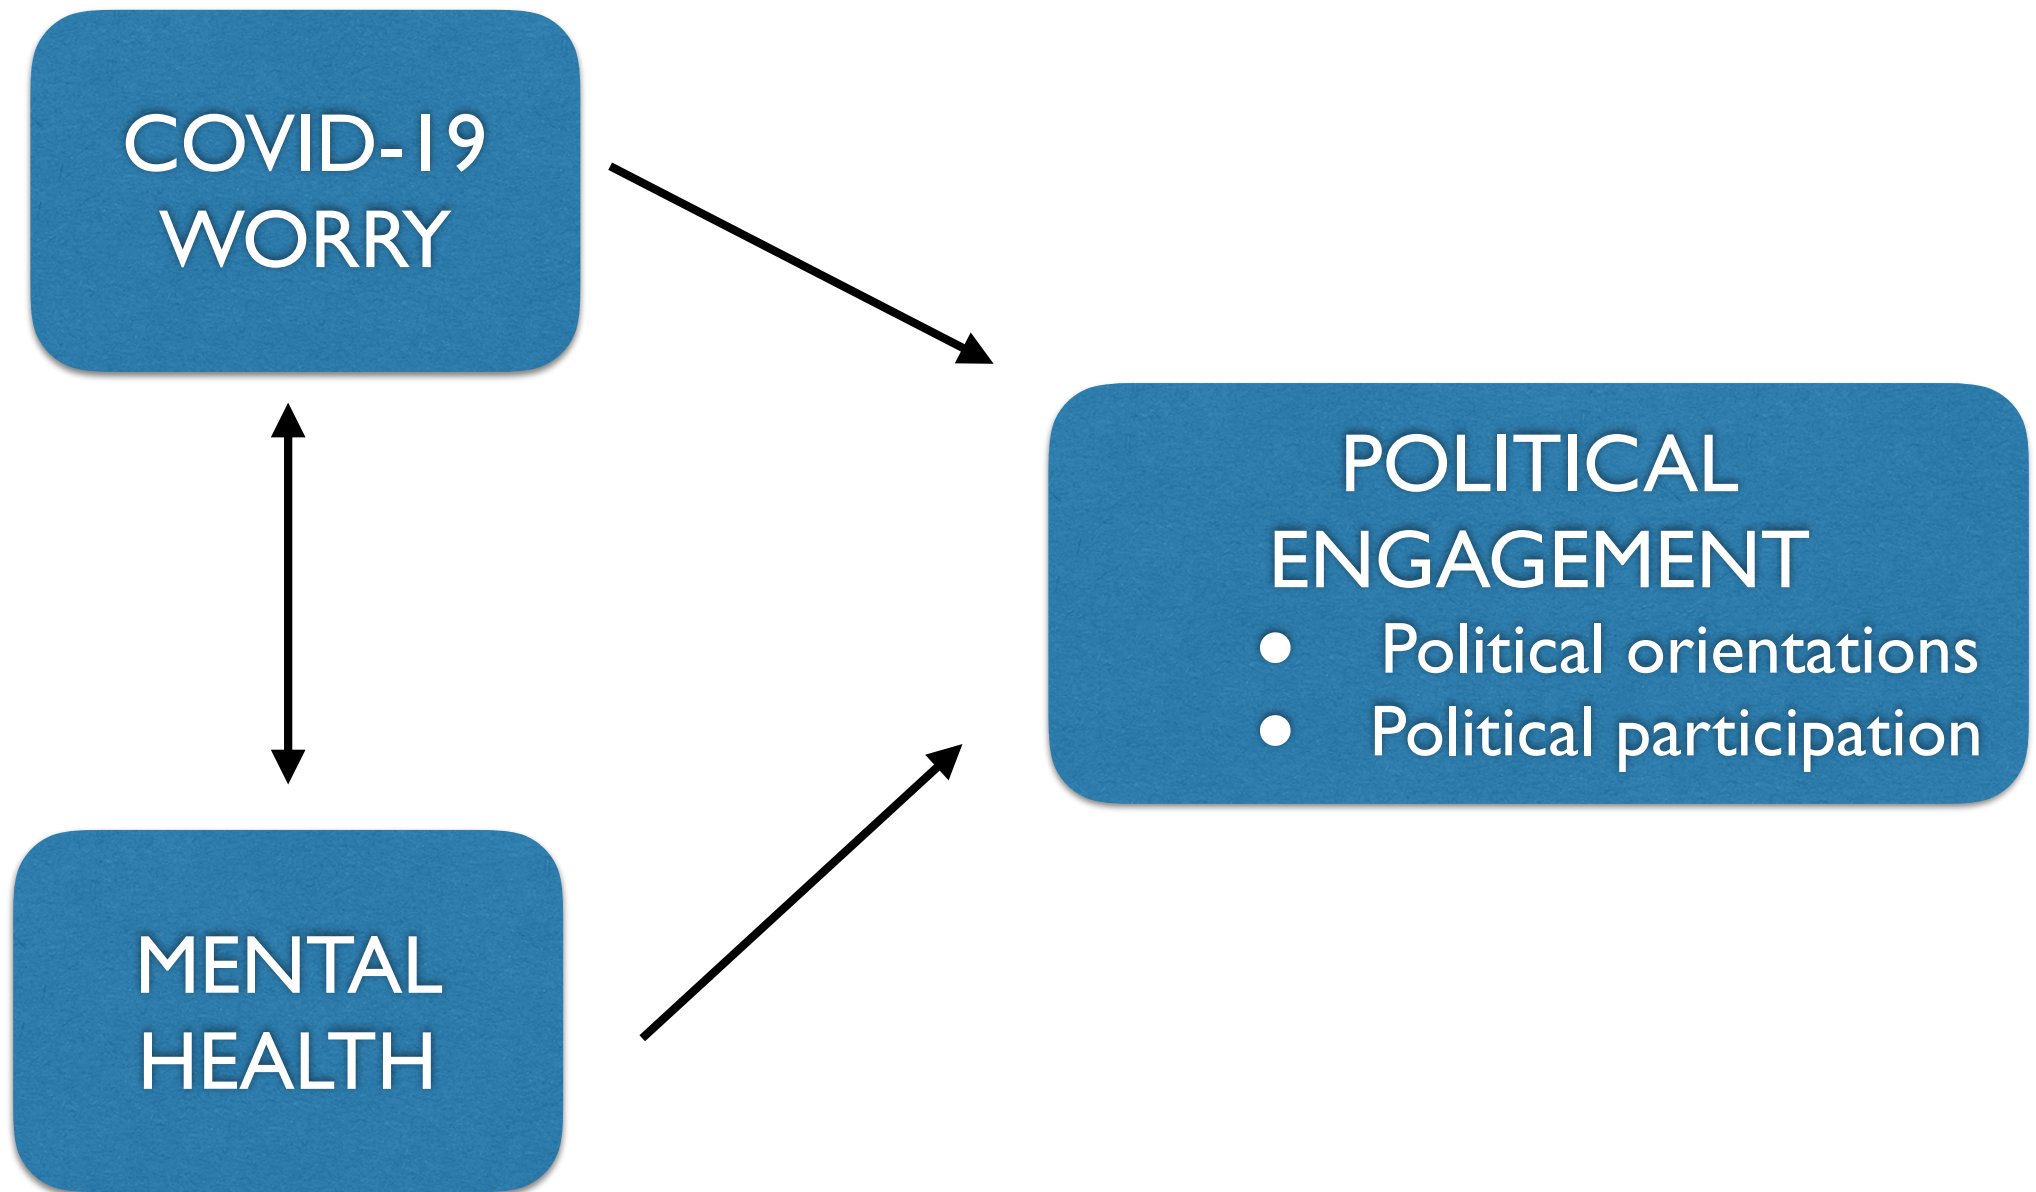 COVID-19
WORRY
POLITICAL
ENGAGEMENT
● Political orientations
● Political participation
MENTAL
HEALTH